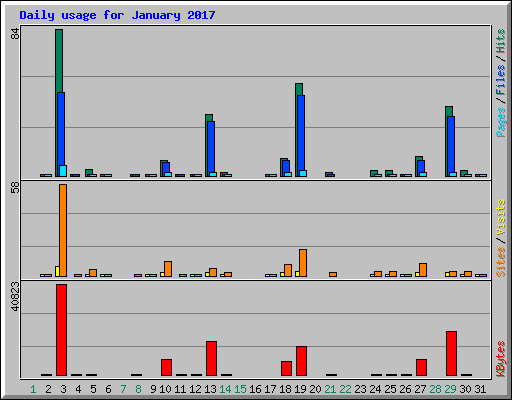 Daily usage for January 2017
84
Pages / Files / Hits
58
Sites / Visits
40823
KBytes
1 2 3 4 5 6 7 8 9 10 11 12 13 14 15 16 17 18 19 20 21 22 23 24 25 26 27 28 29 30 31